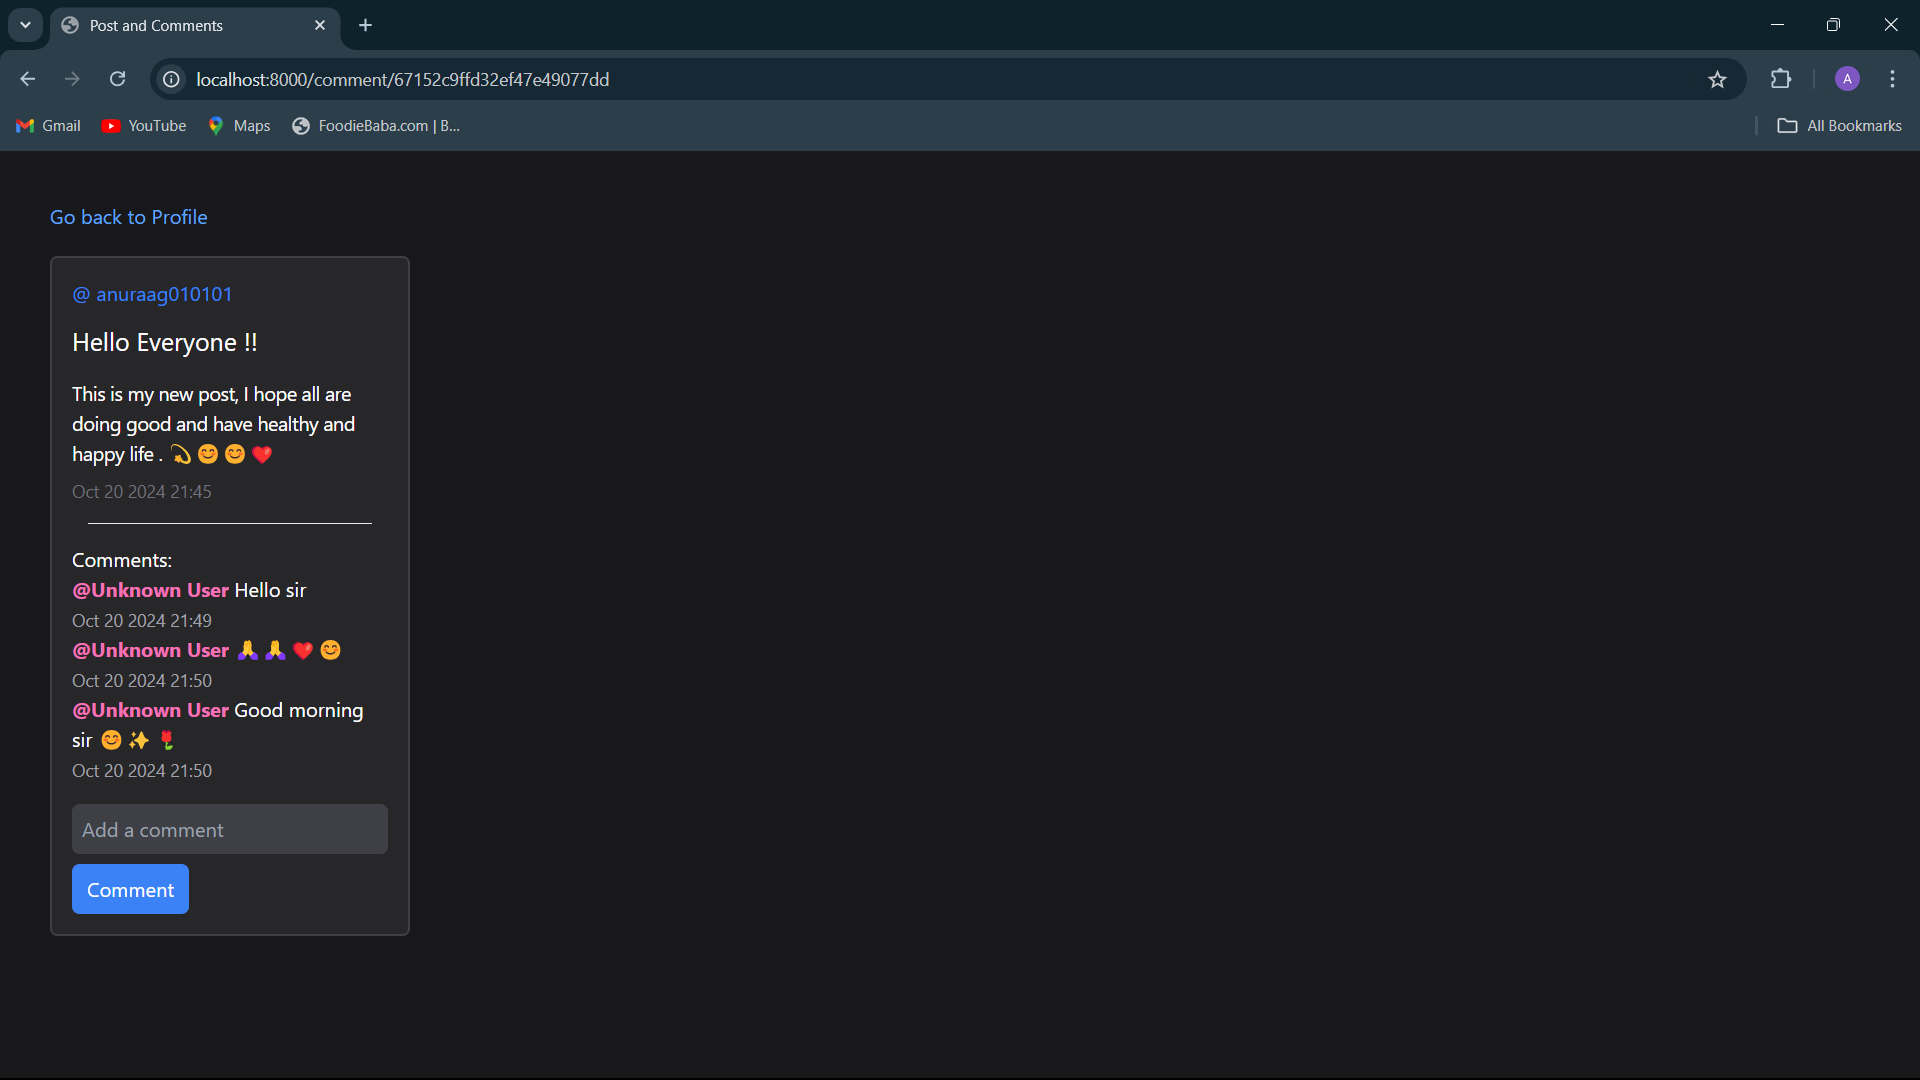 Post and Comments
localhost:8000/comment/67152c9ffd32ef47e49077dd
A
Gmail
YouTube
Maps
FoodieBaba.com | B...
All Bookmarks
Go back to Profile
@ anuraag010101
Hello Everyone !!
This is my new post, I hope all are
doing good and have healthy and
happy life . 💫 😊 😊 ❤️
Oct 20 2024 21:45
Comments:
@Unknown User Hello sir
Oct 20 2024 21:49
@Unknown User 🙏 🙏 ❤️ 😊
Oct 20 2024 21:50
@Unknown User Good morning
sir 😊 ✨ 🌷
Oct 20 2024 21:50
Add a comment
Comment